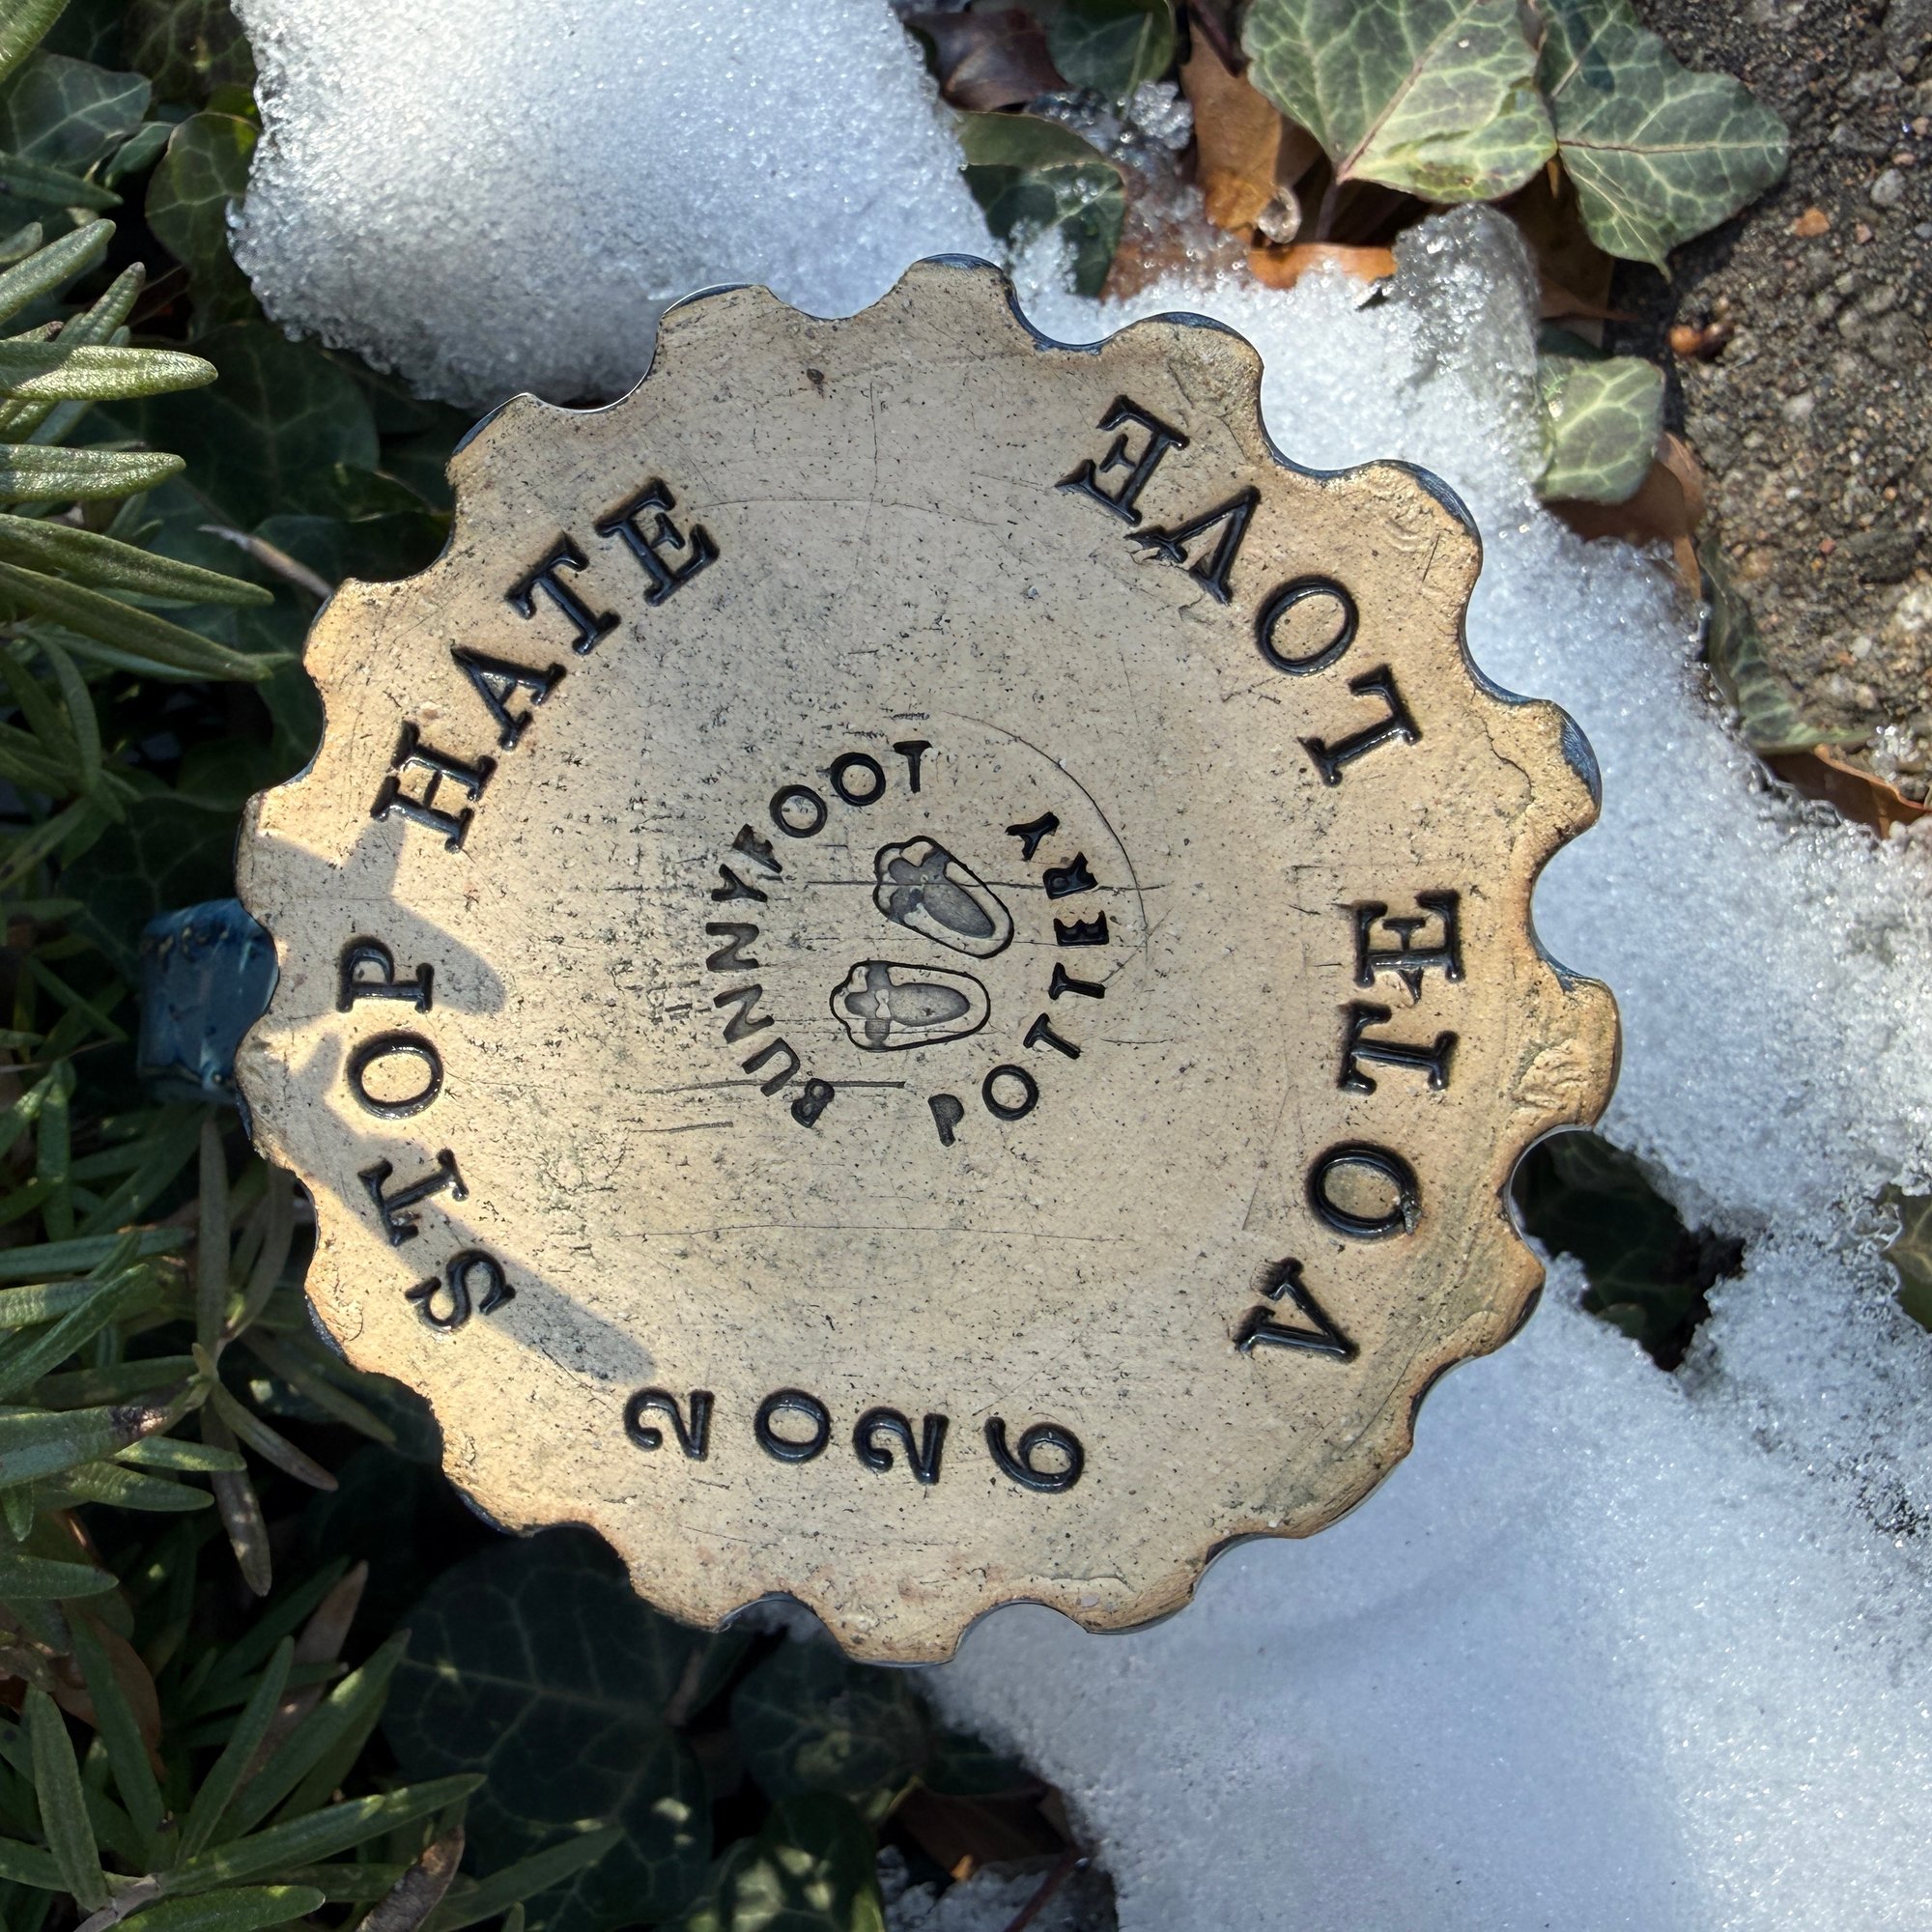 STOP HATE
VOTE LOVE
2026
BUNNYFOOT
POTTERY